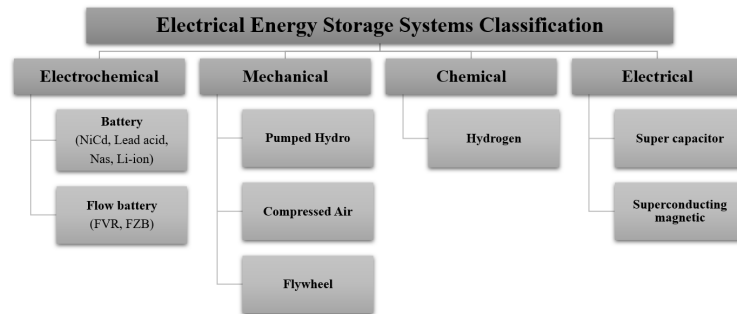 Electrical Energy Storage Systems Classification
Electrochemical
Battery
(NiCd, Lead acid,
Nas, Li-ion)
Flow battery
(FVR, FZB)
Mechanical
Pumped Hydro
Compressed Air
Flywheel
Chemical
Hydrogen
Electrical
Super capacitor
Superconducting
magnetic